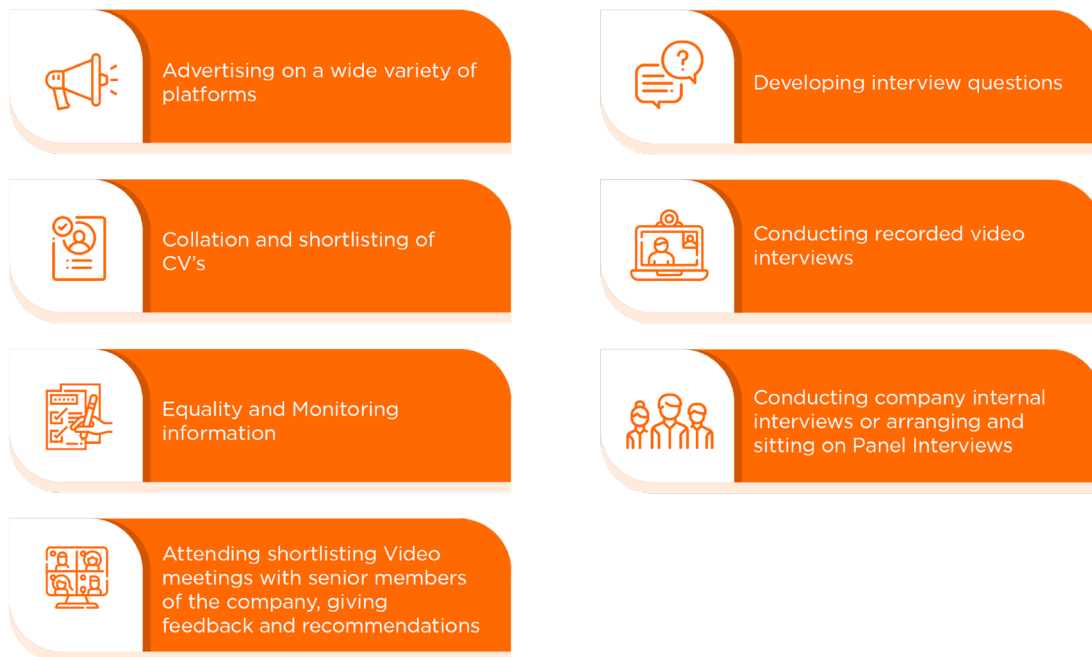 Advertising on a wide variety of
platforms
Collation and shortlisting of
CV's
Equality and Monitoring
information
Attending shortlisting Video
meetings with senior members
of the company, giving
feedback and recommendations
?
Developing interview questions
Conducting recorded video
interviews
Conducting company internal
interviews or arranging and
sitting on Panel Interviews